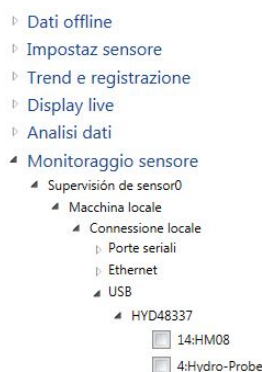 Dati offline
Impostaz sensore
Trend e registrazione
Display live
Analisi dati
Monitoraggio sensore
Supervisión de sensor0
Macchina locale
Connessione locale
Porte seriali
Ethernet
USB
HYD48337
14:HM08
4:Hydro-Probe